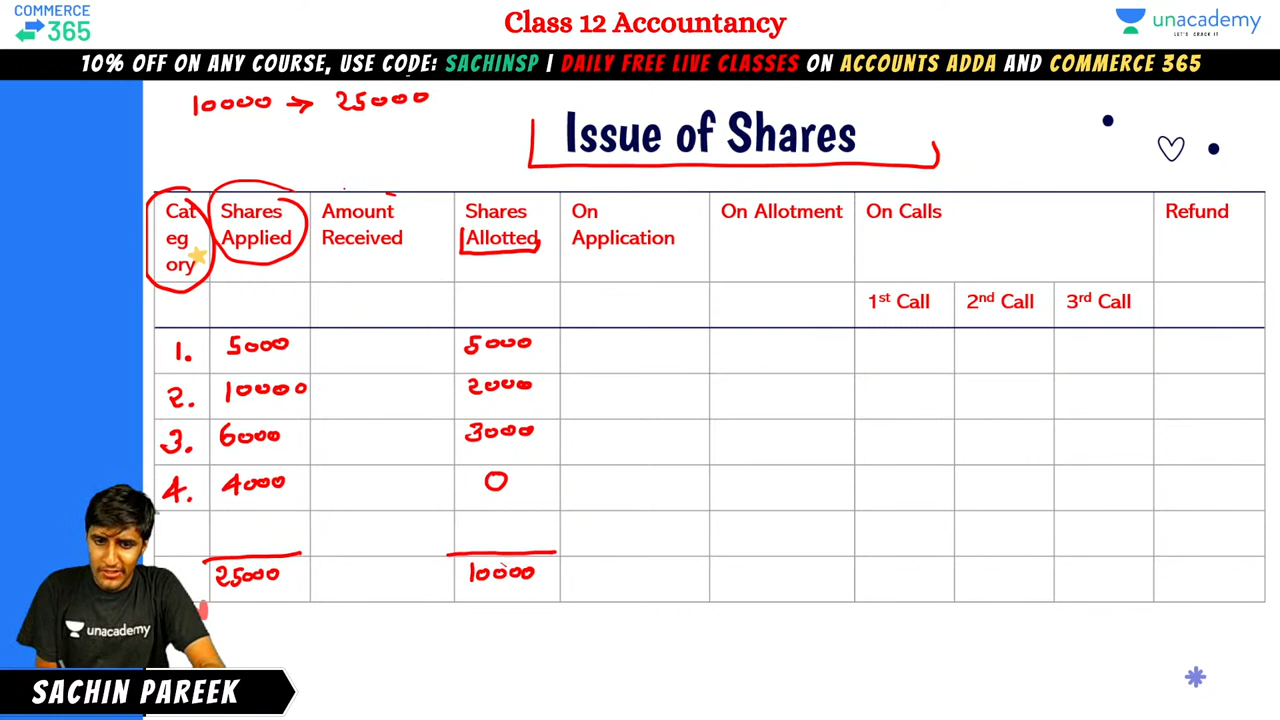 COMMERCE
365
Class 12 Accountancy
unacademy
LET'S CRACK IT
10% OFF ON ANY COURSE, USE CODE: SACHINSP | DAILY FREE LIVE CLASSES ON ACCOUNTS ADDA AND COMMERCE 365
10000 → 25000
Issue of Shares
Cat eg ory Shares Applied Amount Received Shares Allotted On Application On Allotment On Calls Refund
1st Call 2nd Call 3rd Call
1. 5000 5000
2. 10000 2000
3. 6000 3000
4. 4000 0
25000 10000
unacademy
SACHIN PAREEK